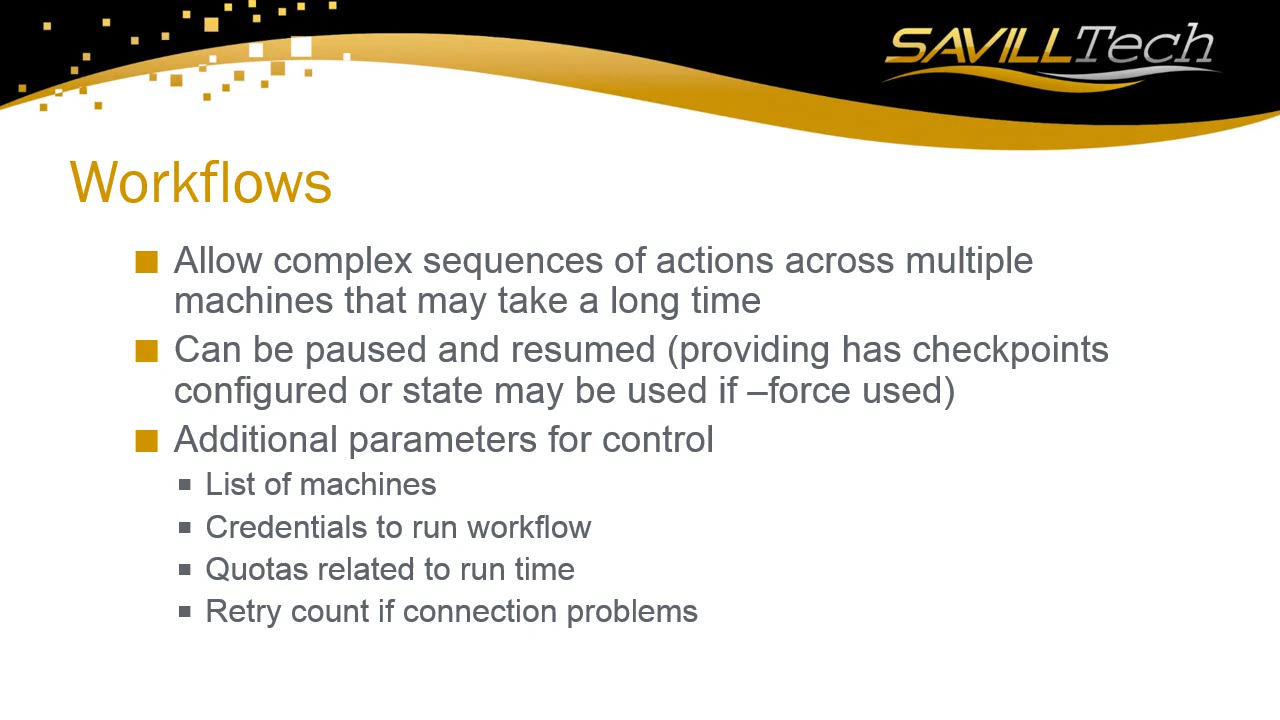 SAVILLTech
Workflows
Allow complex sequences of actions across multiple
machines that may take a long time
Can be paused and resumed (providing has checkpoints
configured or state may be used if –force used)
Additional parameters for control
List of machines
Credentials to run workflow
Quotas related to run time
Retry count if connection problems